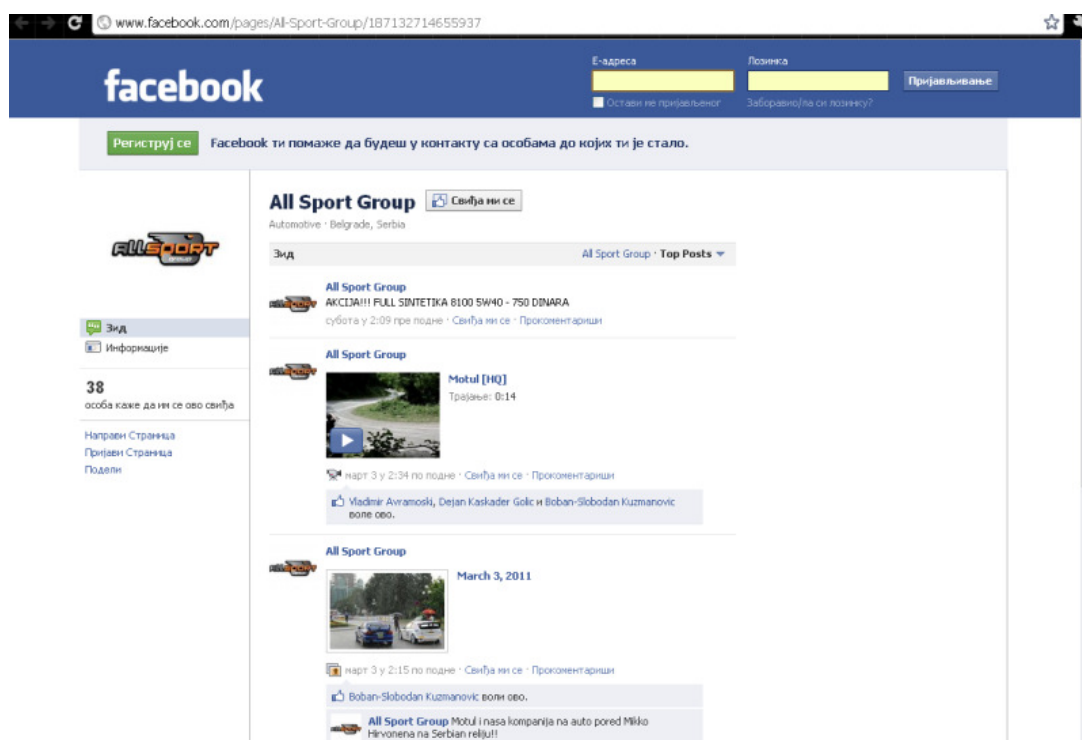 www.facebook.com/pages/All-Sport-Group/187132714655937
facebook
Е-адреса
Лозинка
Пријављивање
Остави ме пријављеног
Заборавио/ла си лозинку?
Региструј се
Facebook ти помаже да будеш у контакту са особама до којих ти је стало.
ALLSPORT
GROUP
All Sport Group
Свиђа ми се
Automotive · Belgrade, Serbia
Зид
All Sport Group · Top Posts
All Sport Group
AKCIJA!!! FULL SINTETIKA 8100 5W40 - 750 DINARA
субота у 2:09 пре подне · Свиђа ми се · Прокоментариши
Зид
Информације
38
особа каже да им се ово свиђа
Направи Страница
Пријави Страница
Подели
All Sport Group
Motul [HQ]
Трајање: 0:14
март 3 у 2:34 по подне · Свиђа ми се · Прокоментариши
Vladimir Avramoski, Dejan Kaskader Golic и Boban-Slobodan Kuzmanovic
воле ово.
All Sport Group
March 3, 2011
март 3 у 2:15 по подне · Свиђа ми се · Прокоментариши
Boban-Slobodan Kuzmanovic воли ово.
All Sport Group Motul i nasa kompanija na auto pored Mikko
Hirvonena na Serbian reliju!!